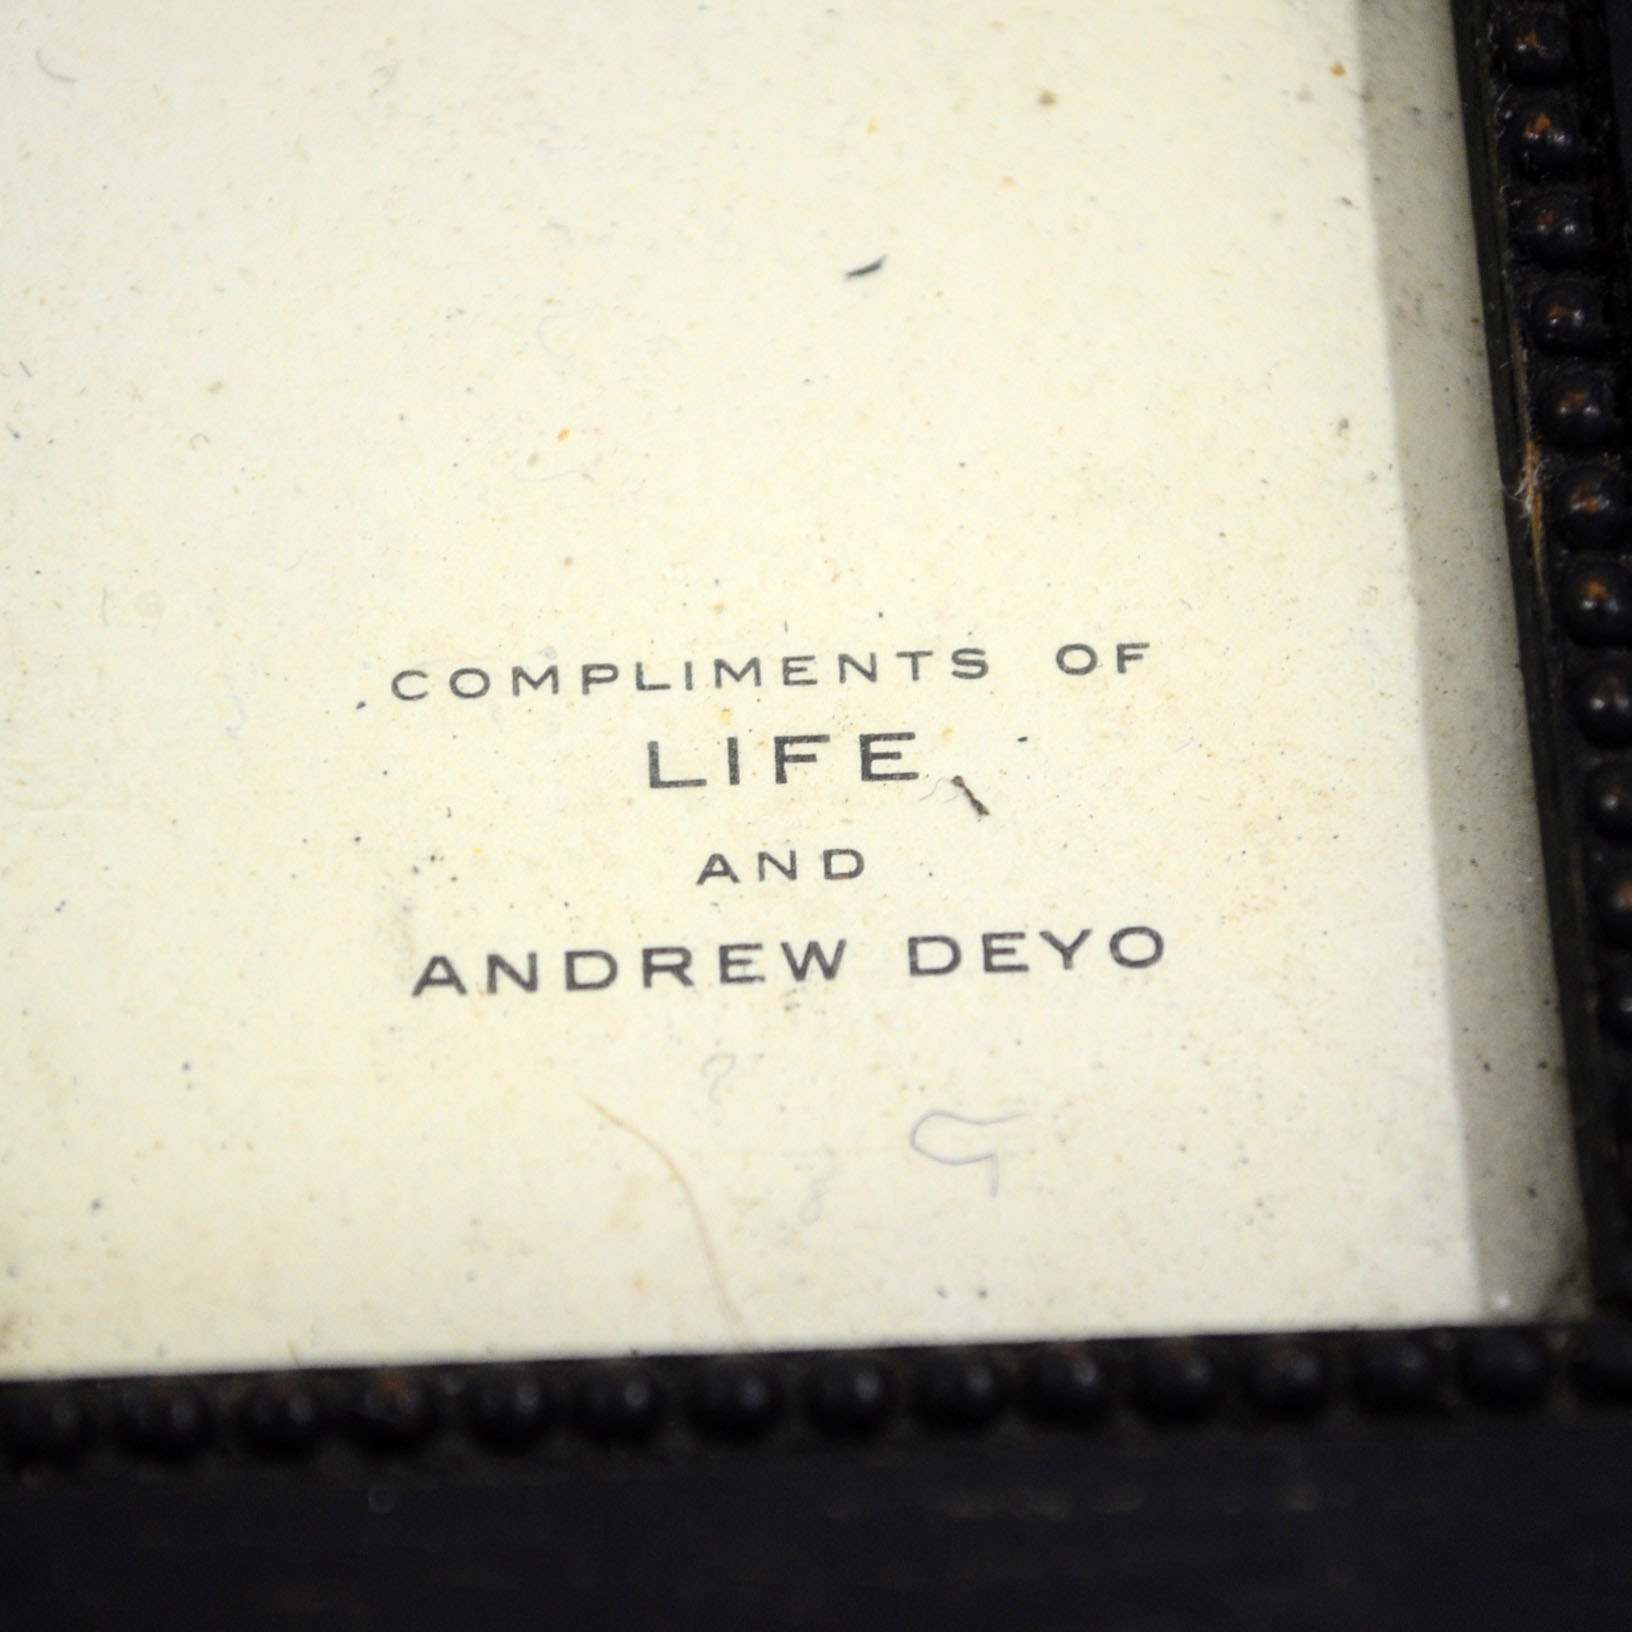 COMPLIMENTS OF
LIFE
AND
ANDREW DEYO